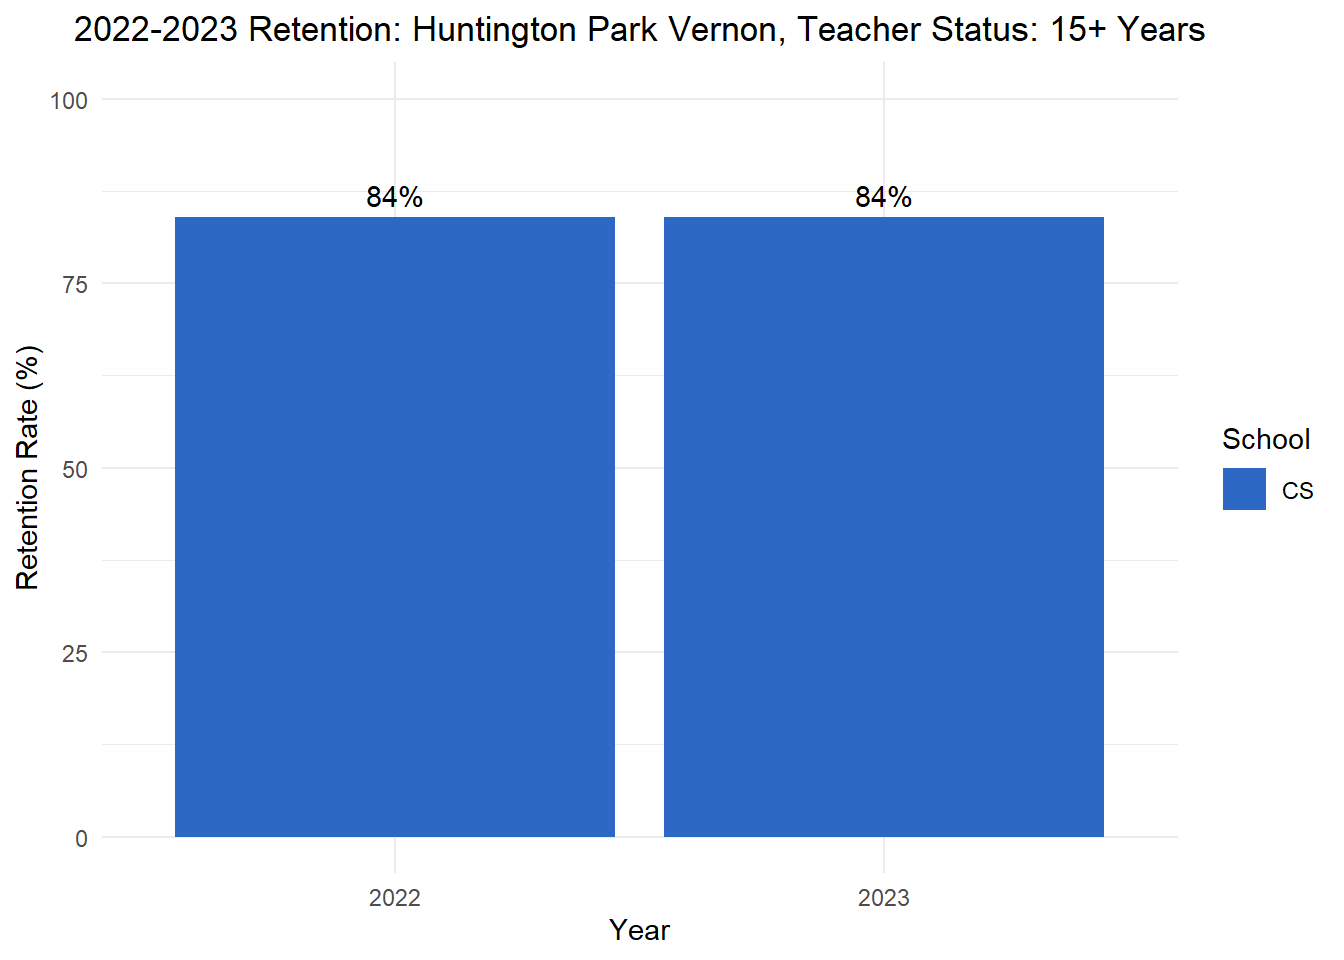 2022-2023 Retention: Huntington Park Vernon, Teacher Status: 15+ Years
Retention Rate (%)
100
75
50
25
0
84%
84%
2022
2023
Year
School
CS